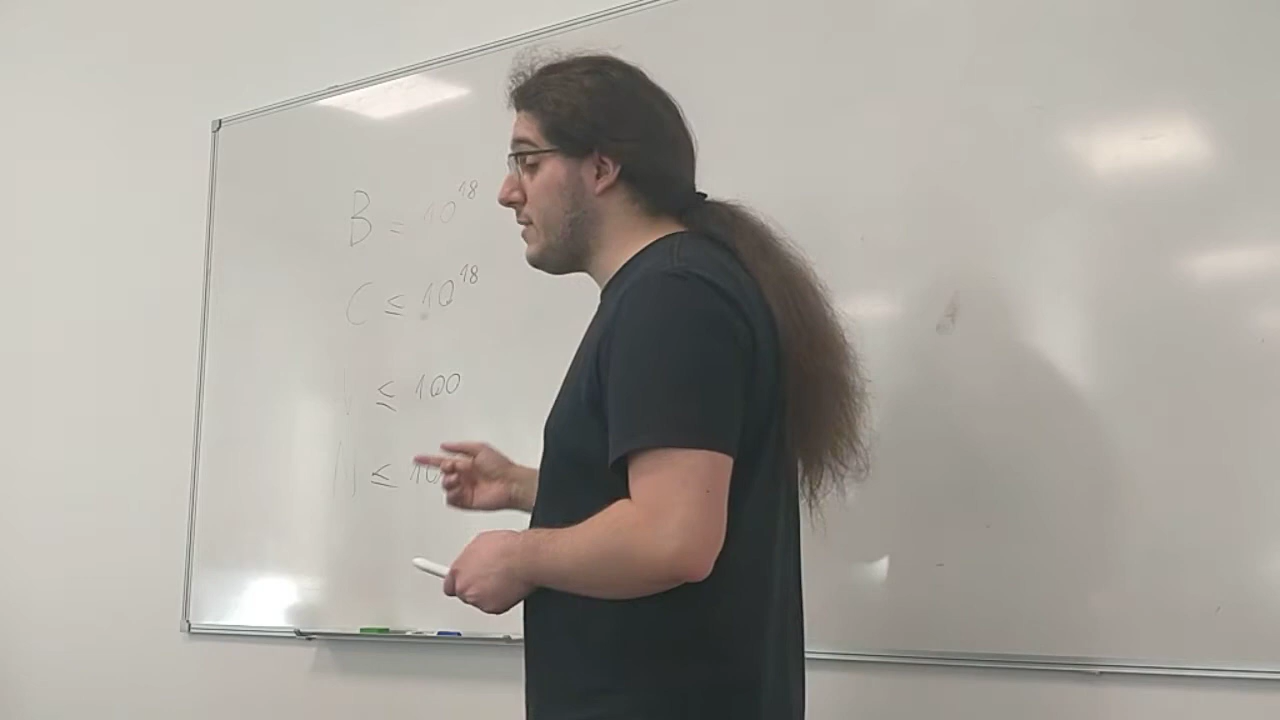 B = 10^18
C ≤ 10^18
≤ 100
≤